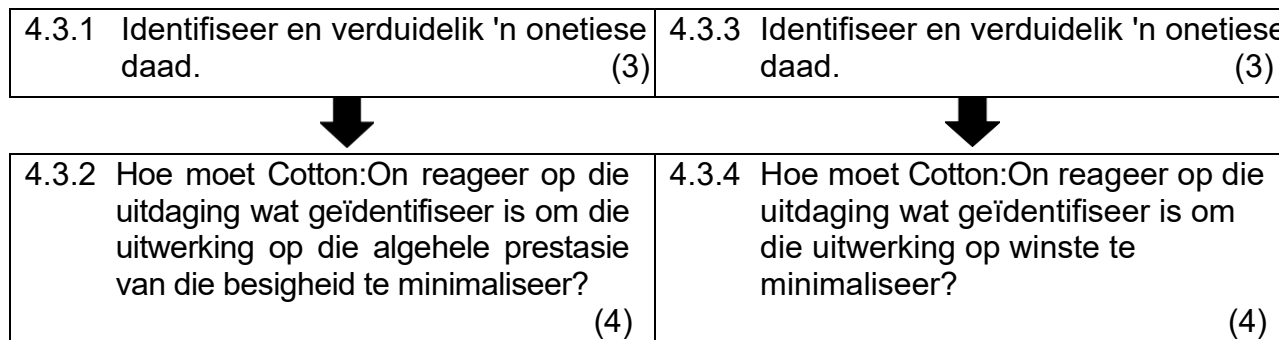 4.3.1 Identifiseer en verduidelik 'n onetiese
daad. (3)
4.3.3 Identifiseer en verduidelik 'n onetiese
daad. (3)
4.3.2 Hoe moet Cotton:On reageer op die
uitdaging wat geïdentifiseer is om die
uitwerking op die algehele prestasie
van die besigheid te minimaliseer?
(4)
4.3.4 Hoe moet Cotton:On reageer op die
uitdaging wat geïdentifiseer is om
die uitwerking op winste te
minimaliseer?
(4)